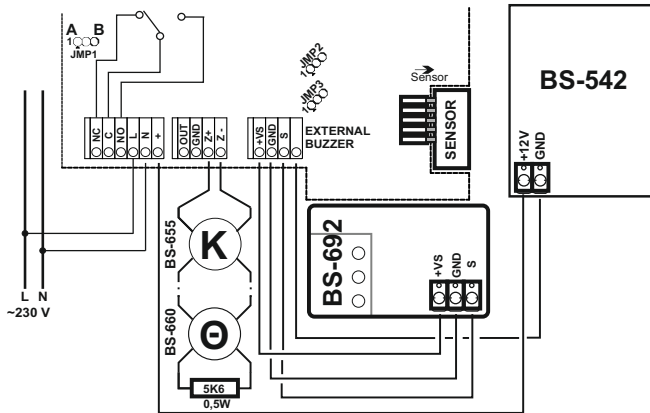 A B
1
JMP1
JMP2
1
JMP3
1
Sensor
SENSOR
BS-542
+12V
GND
NC
C
NO
L
N
+
OUT
GND
Z+
Z -
+VS
GND
S
EXTERNAL
BUZZER
BS-655
K
BS-692
+VS
GND
S
L N
~230 V
BS-660
Θ
5K6
0,5W